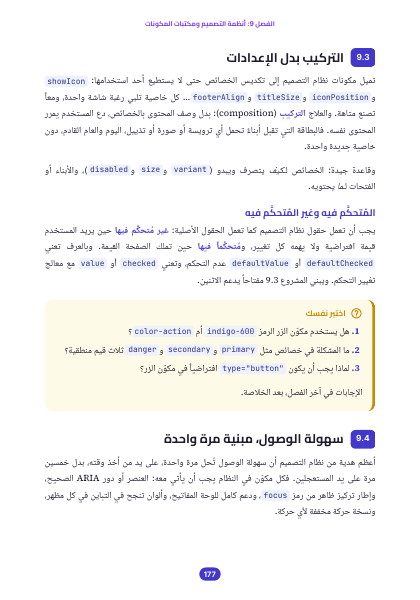 الفصل 9: أنظمة التصميم ومكتبات المكونات
9.3 التركيب بدل الإعدادات
تميل مكونات نظام التصميم إلى تكديس الخصائص حتى لا يستطيع أحد استخدامها: showIcon
و iconPosition و titleSize و footerAlign ... كل خاصية تلبي رغبة شاشة واحدة، ومعاً
تصنع متاهة. والعلاج التركيب (composition): بدل وصف المحتوى بالخصائص، دع المستخدم يمرر
المحتوى نفسه. فالبطاقة التي تقبل أبناءً تحمل أي ترويسة أو صورة أو تذييل، اليوم والعام القادم، دون
خاصية جديدة واحدة.
وقاعدة جيدة: الخصائص لكيف يتصرف ويبدو (variant و size و disabled)، والأبناء أو
الفتحات لما يحتويه.
المُتحكَّم فيه وغير المُتحكَّم فيه
يجب أن تعمل حقول نظام التصميم كما تعمل الحقول الأصلية: غير مُتحكَّم فيها حين يريد المستخدم
قيمة افتراضية ولا يهمه كل تغيير، ومُتحكَّماً فيها حين تملك الصفحة القيمة. وبالعرف تعني
defaultChecked أو defaultValue عدم التحكم، وتعني checked أو value مع معالج
تغيير التحكم. ويبني المشروع 9.3 مفتاحاً يدعم الاثنين.
اختبر نفسك
1. هل يستخدم مكوّن الزر الرمز indigo-600 أم color-action؟
2. ما المشكلة في خصائص مثل primary و secondary و danger ثلاث قيم منطقية؟
3. لماذا يجب أن يكون type="button" افتراضياً في مكوّن الزر؟
الإجابات في آخر الفصل، بعد الخلاصة.
9.4 سهولة الوصول، مبنية مرة واحدة
أعظم هدية من نظام التصميم أن سهولة الوصول تُحل مرة واحدة، على يد من أخذ وقته، بدل خمسين
مرة على يد المستعجلين. فكل مكوّن في النظام يجب أن يأتي معه: العنصر أو دور ARIA الصحيح،
وإطار تركيز ظاهر من رمز focus، ودعم كامل للوحة المفاتيح، وألوان تنجح في التباين في كل مظهر،
ونسخة حركة مخففة لأي حركة.
177